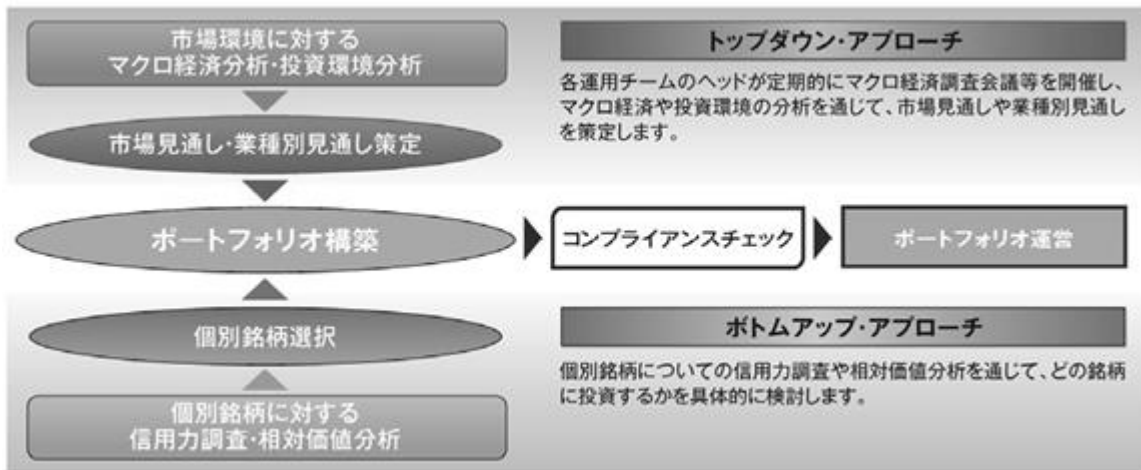 市場環境に対する
マクロ経済分析・投資環境分析
市場見通し・業種別見通し策定
トップダウン・アプローチ
各運用チームのヘッドが定期的にマクロ経済調査会議等を開催し、
マクロ経済や投資環境の分析を通じて、市場見通しや業種別見通し
を策定します。
ポートフォリオ構築
コンプライアンスチェック
ポートフォリオ運営
個別銘柄選択
個別銘柄に対する
信用力調査・相対価値分析
ボトムアップ・アプローチ
個別銘柄についての信用力調査や相対価値分析を通じて、どの銘柄
に投資するかを具体的に検討します。